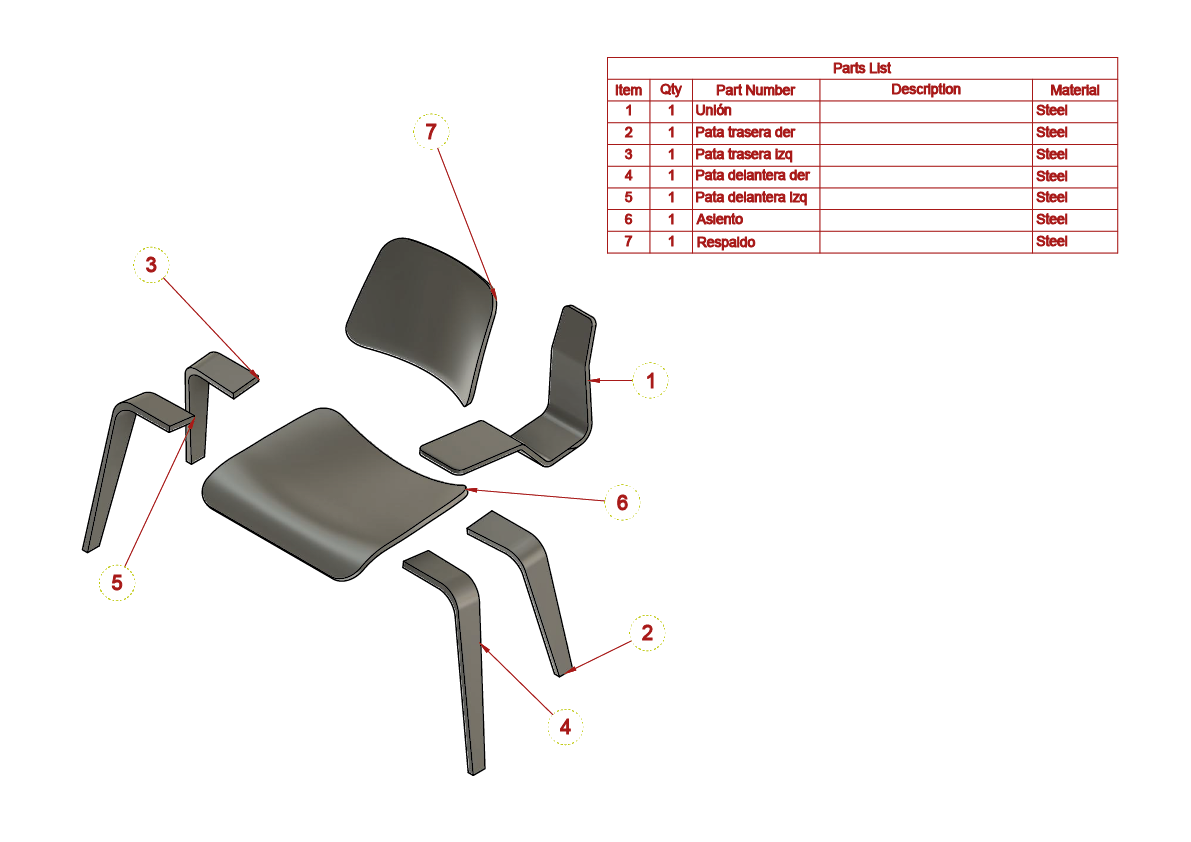 Parts List
Item Qty Part Number Description Material
1 1 Unión Steel
2 1 Pata trasera der Steel
3 1 Pata trasera izq Steel
4 1 Pata delantera der Steel
5 1 Pata delantera izq Steel
6 1 Asiento Steel
7 1 Respaldo Steel
7
3
1
6
5
2
4